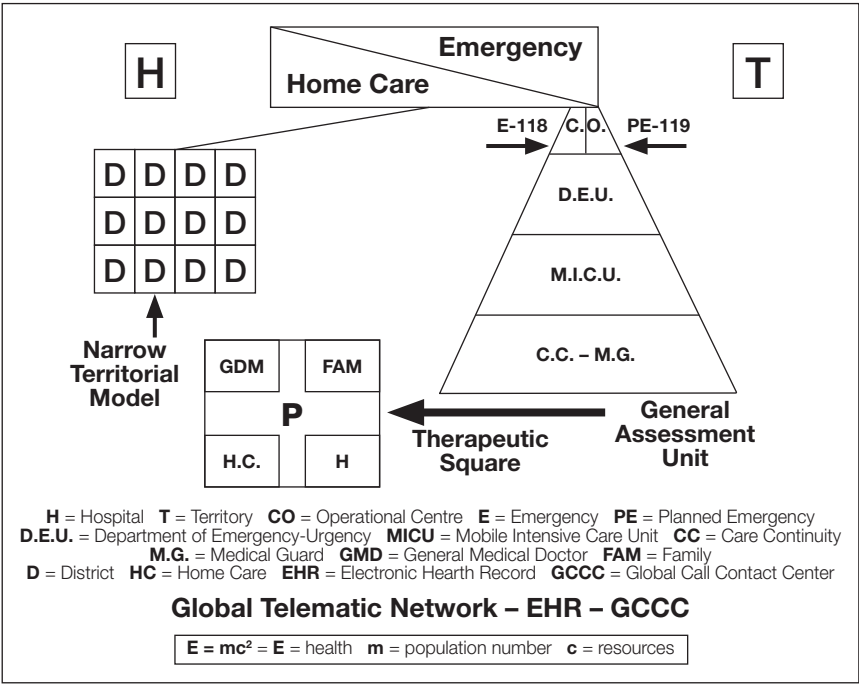 H
Emergency
Home Care
T
E-118
C.O.
PE-119
D D D D
D D D D
D D D D
D.E.U.
M.I.C.U.
C.C. – M.G.
Narrow
Territorial
Model
GDM
FAM
P
H.C.
H
Therapeutic
Square
General
Assessment
Unit
H = Hospital T = Territory CO = Operational Centre E = Emergency PE = Planned Emergency
D.E.U. = Department of Emergency-Urgency MICU = Mobile Intensive Care Unit CC = Care Continuity
M.G. = Medical Guard GMD = General Medical Doctor FAM = Family
D = District HC = Home Care EHR = Electronic Hearth Record GCCC = Global Call Contact Center
Global Telematic Network – EHR – GCCC
E = mc² = E = health m = population number c = resources